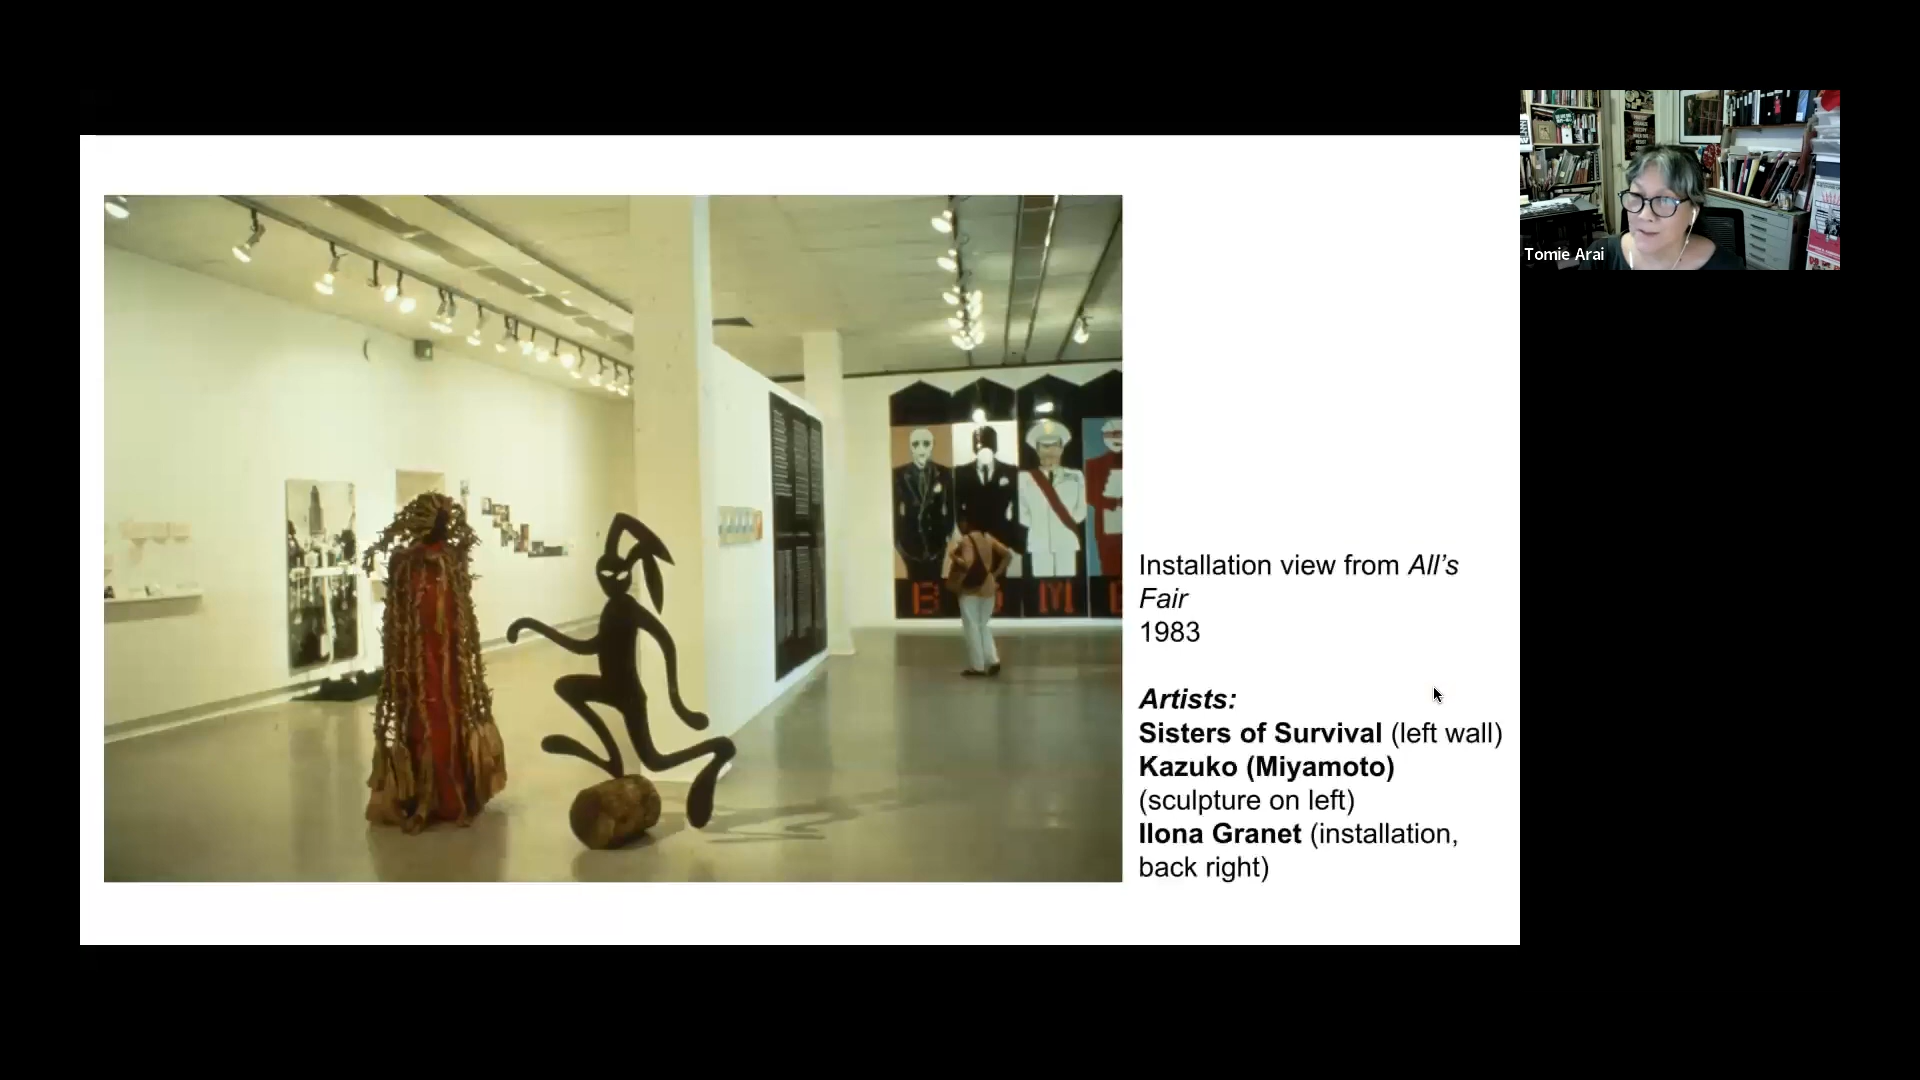 Tomie Arai
Installation view from All’s
Fair
1983
Artists:
Sisters of Survival (left wall)
Kazuko (Miyamoto)
(sculpture on left)
Ilona Granet (installation,
back right)
B M